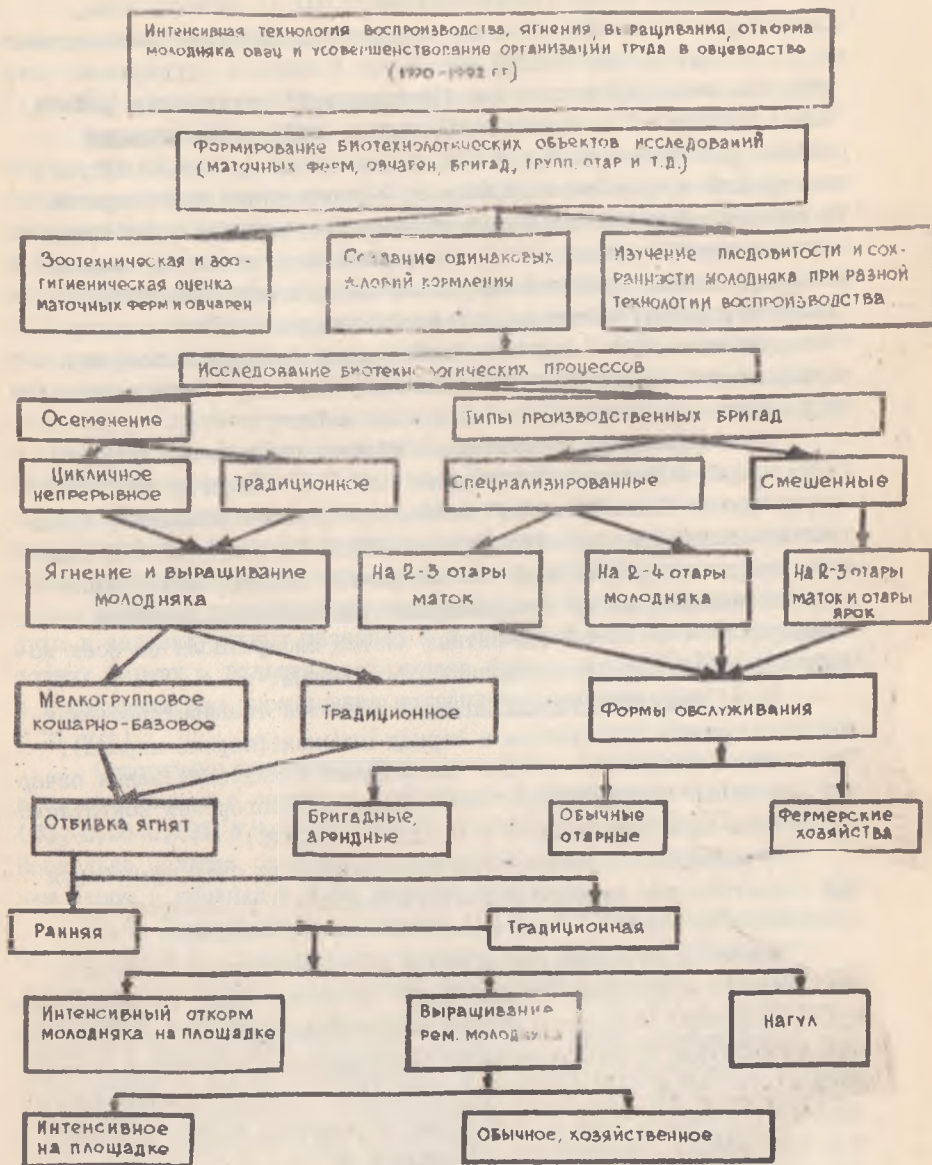 Интенсивная технология воспроизводства, ягнения, выращивания, откорма
молодняка овец и усовершенствование организации труда в овцеводстве
(1970-1992 гг)
Формирование биотехнологических объектов исследований
(маточных ферм, овчарен, бригад, групп, отар и т.д.)
Зоотехническая и зоо-
гигиеническая оценка
маточных ферм и овчарен
Создание одинаковых
условий кормления
Изучение плодовитости и сох-
ранности молодняка при разной
технологии воспроизводства
Исследование биотехнологических процессов
Осеменение
Типы производственных бригад
Цикличное
непрерывное
Традиционное
Специализированные
Смешенные
Ягнение и выращивание
молодняка
На 2-3 отары
маток
На 2-4 отары
молодняка
На 2-3 отары
маток и отары
ярок
Мелкогрупповое
кошарно-базовое
Традиционное
Формы обслуживания
Отбивка ягнят
Бригадные,
арендные
Обычные
отарные
Фермерские
хозяйства
Ранняя
Традиционная
Интенсивный откорм
молодняка на площадке
Выращивание
рем. молодняка
Нагул
Интенсивное
на площадке
Обычное, хозяйственное